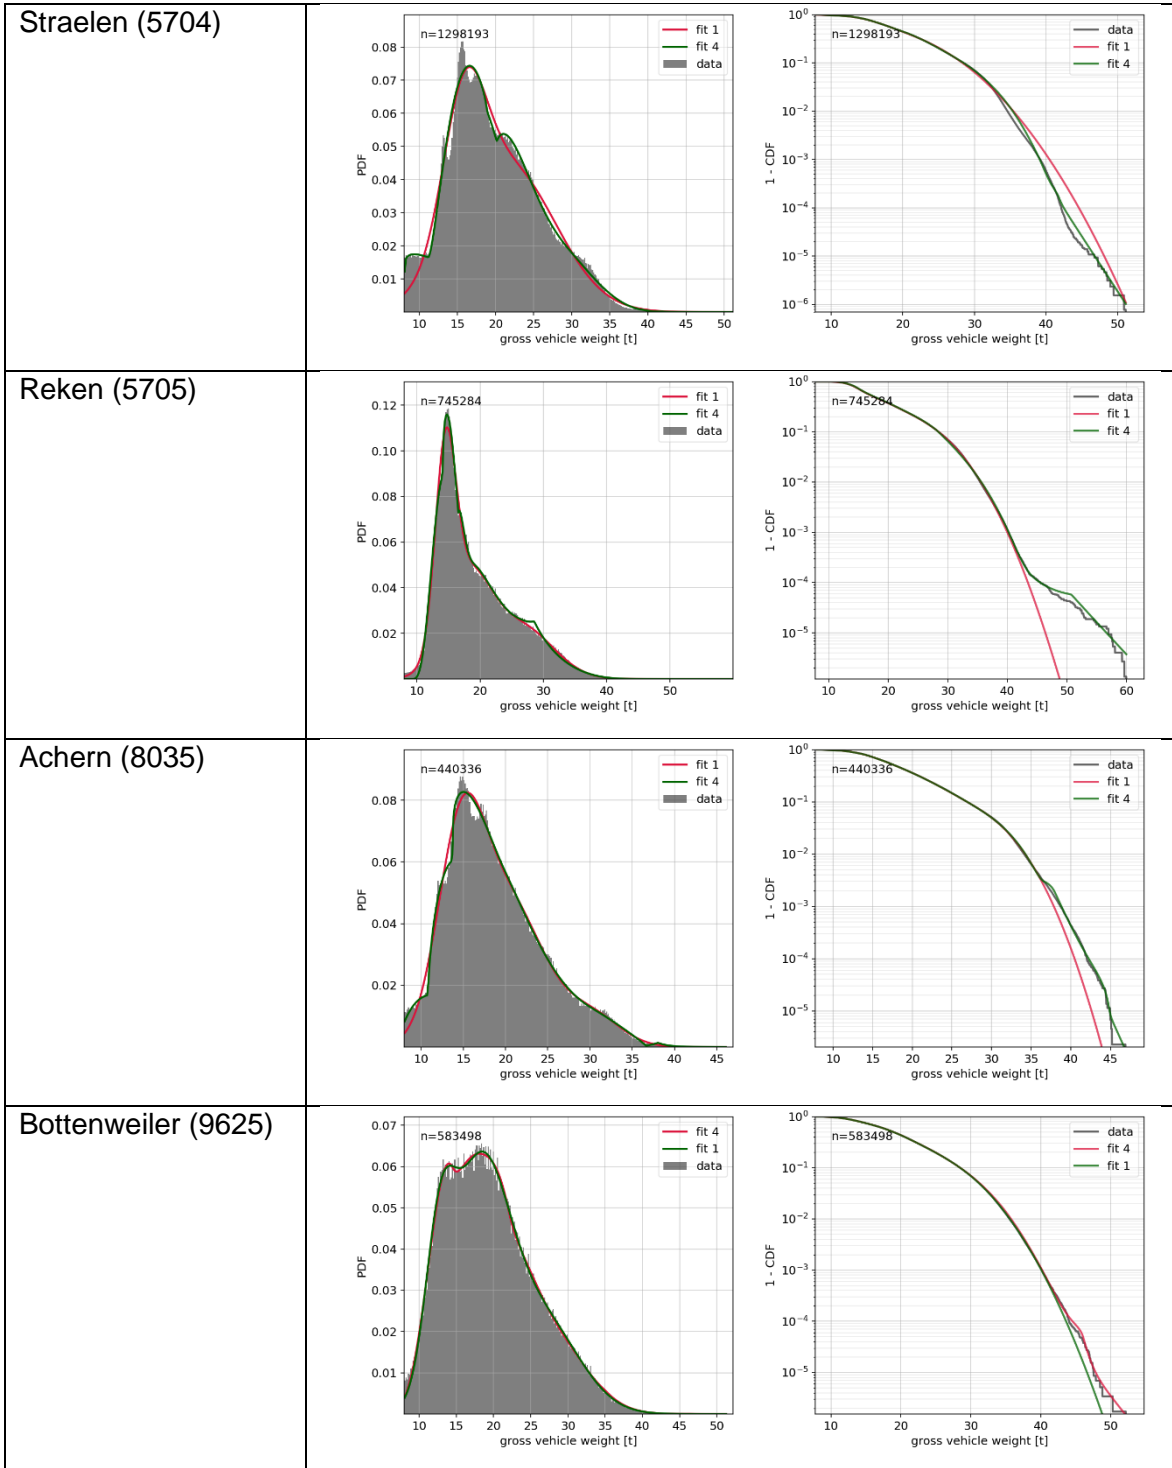 Straelen (5704)
n=1298193
fit 1
fit 4
data
PDF
0.08
0.07
0.06
0.05
0.04
0.03
0.02
0.01
10 15 20 25 30 35 40 45 50
gross vehicle weight [t]
n=1298193
data
fit 1
fit 4
1 - CDF
10^0
10^-1
10^-2
10^-3
10^-4
10^-5
10^-6
10 20 30 40 50
gross vehicle weight [t]
Reken (5705)
n=745284
fit 1
fit 4
data
PDF
0.12
0.10
0.08
0.06
0.04
0.02
10 20 30 40 50
gross vehicle weight [t]
n=745284
data
fit 1
fit 4
1 - CDF
10^0
10^-1
10^-2
10^-3
10^-4
10^-5
10 20 30 40 50 60
gross vehicle weight [t]
Achern (8035)
n=440336
fit 1
fit 4
data
PDF
0.08
0.06
0.04
0.02
10 15 20 25 30 35 40 45
gross vehicle weight [t]
n=440336
data
fit 1
fit 4
1 - CDF
10^0
10^-1
10^-2
10^-3
10^-4
10^-5
10 15 20 25 30 35 40 45
gross vehicle weight [t]
Bottenweiler (9625)
n=583498
fit 4
fit 1
data
PDF
0.07
0.06
0.05
0.04
0.03
0.02
0.01
10 15 20 25 30 35 40 45 50
gross vehicle weight [t]
n=583498
data
fit 4
fit 1
1 - CDF
10^0
10^-1
10^-2
10^-3
10^-4
10^-5
10 20 30 40 50
gross vehicle weight [t]